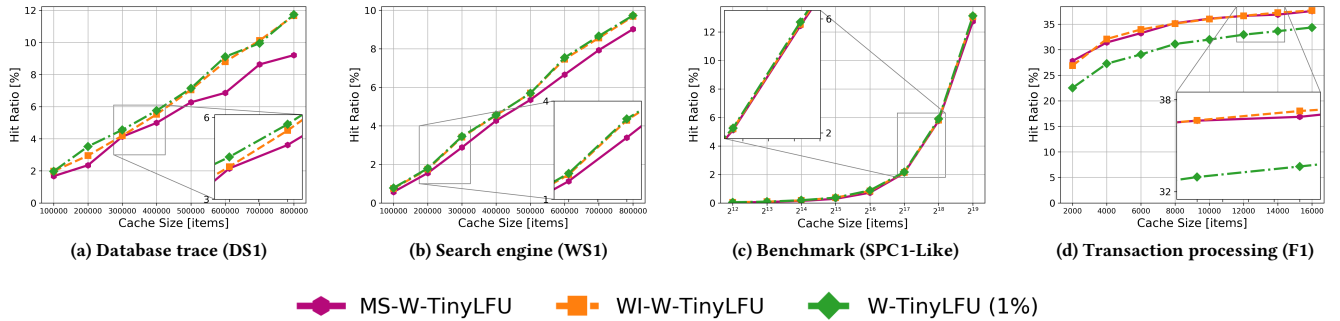 12
10
8
6
4
2
0
Hit Ratio [%]
100000 200000 300000 400000 500000 600000 700000 800000
Cache Size [items]
6
3
(a) Database trace (DS1)
10
8
6
4
2
0
Hit Ratio [%]
100000 200000 300000 400000 500000 600000 700000 800000
Cache Size [items]
4
1
(b) Search engine (WS1)
12
10
8
6
4
2
0
Hit Ratio [%]
2^12 2^13 2^14 2^15 2^16 2^17 2^18 2^19
Cache Size [items]
6
2
(c) Benchmark (SPC1-Like)
35
30
25
20
15
10
5
0
Hit Ratio [%]
2000 4000 6000 8000 10000 12000 14000 16000
Cache Size [items]
38
32
(d) Transaction processing (F1)
MS-W-TinyLFU WI-W-TinyLFU W-TinyLFU (1%)